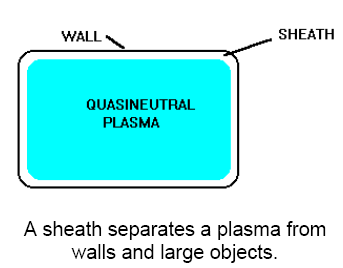 WALL
SHEATH
QUASINEUTRAL
PLASMA
A sheath separates a plasma from
walls and large objects.